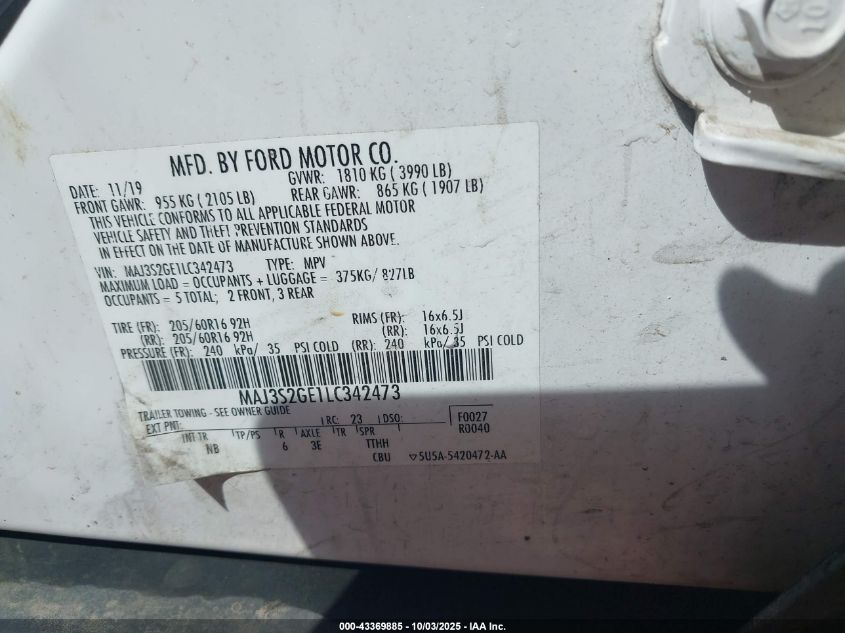 10
MFD. BY FORD MOTOR CO.
DATE: 11/19 GVWR: 1810 KG ( 3990 LB)
FRONT GAWR: 955 KG ( 2105 LB) REAR GAWR: 865 KG ( 1907 LB)
THIS VEHICLE CONFORMS TO ALL APPLICABLE FEDERAL MOTOR
VEHICLE SAFETY AND THEFT PREVENTION STANDARDS
IN EFFECT ON THE DATE OF MANUFACTURE SHOWN ABOVE.
VIN: MAJ3S2GE1LC342473 TYPE: MPV
MAXIMUM LOAD = OCCUPANTS + LUGGAGE = 375KG/ 827LB
OCCUPANTS = 5 TOTAL; 2 FRONT, 3 REAR
TIRE (FR): 205/60R16 92H RIMS (FR): 16x6.5J
(RR): 205/60R16 92H (RR): 16x6.5J
PRESSURE (FR): 240 kPa/ 35 PSI COLD (RR): 240 kPa/ 35 PSI COLD
MAJ3S2GE1LC342473
TRAILER TOWING - SEE OWNER GUIDE
EXT PNT: RC: 23 DSO: F0027
R0040
INT TR TP/PS R AXLE TR SPR
NB 6 3E TTHH
CBU 5U5A-5420472-AA
000-43369885 - 10/03/2025 - IAA Inc.